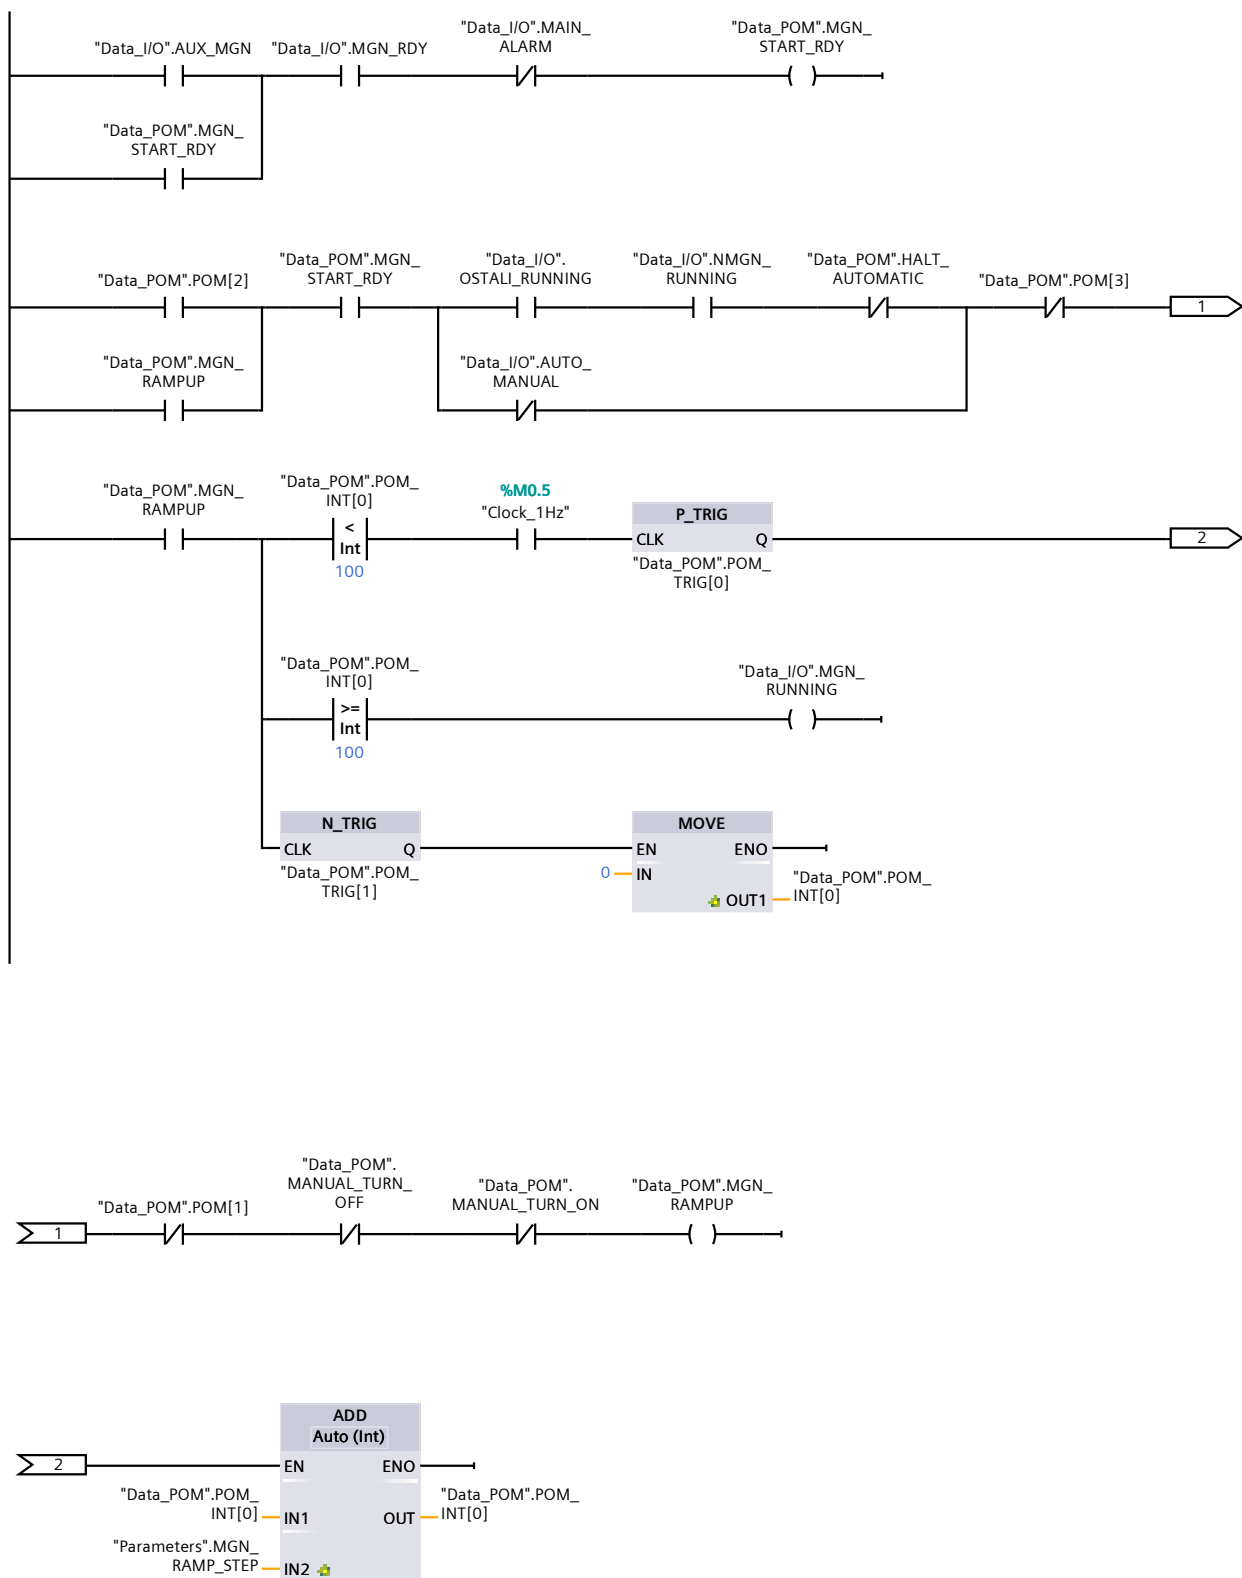 "Data_I/O".AUX_MGN
"Data_I/O".MGN_RDY
"Data_I/O".MAIN_
ALARM
"Data_POM".MGN_
START_RDY
"Data_POM".MGN_
START_RDY
"Data_POM".POM[2]
"Data_POM".MGN_
START_RDY
"Data_I/O".
OSTALI_RUNNING
"Data_I/O".NMGN_
RUNNING
"Data_POM".HALT_
AUTOMATIC
"Data_POM".POM[3]
1
"Data_POM".MGN_
RAMPUP
"Data_I/O".AUTO_
MANUAL
"Data_POM".MGN_
RAMPUP
"Data_POM".POM_
INT[0]
<
Int
100
%M0.5
"Clock_1Hz"
P_TRIG
CLK Q
"Data_POM".POM_
TRIG[0]
2
"Data_POM".POM_
INT[0]
>=
Int
100
"Data_I/O".MGN_
RUNNING
N_TRIG
CLK Q
"Data_POM".POM_
TRIG[1]
MOVE
EN ENO
0 IN
OUT1
"Data_POM".POM_
INT[0]
1
"Data_POM".POM[1]
"Data_POM".
MANUAL_TURN_
OFF
"Data_POM".
MANUAL_TURN_ON
"Data_POM".MGN_
RAMPUP
2
ADD
Auto (Int)
EN ENO
"Data_POM".POM_
INT[0]
IN1
OUT
"Data_POM".POM_
INT[0]
"Parameters".MGN_
RAMP_STEP
IN2